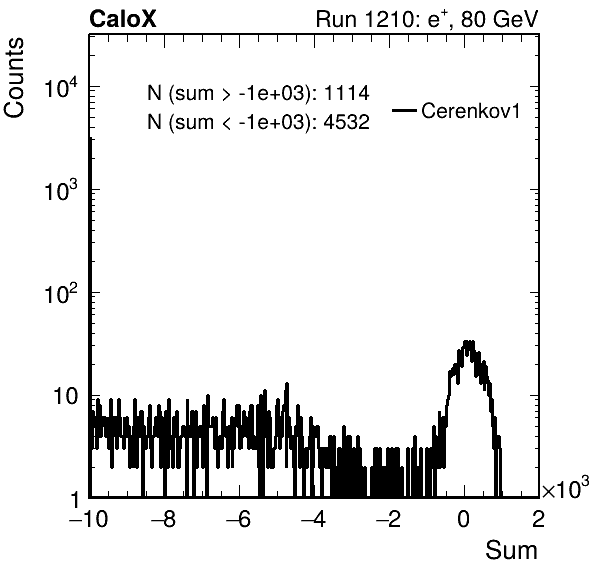 CaloX Run 1210: e⁺, 80 GeV
Counts
N (sum > -1e+03): 1114
N (sum < -1e+03): 4532
Cerenkov1
10⁴
10³
10²
10
1
−10 −8 −6 −4 −2 0 2
×10³
Sum